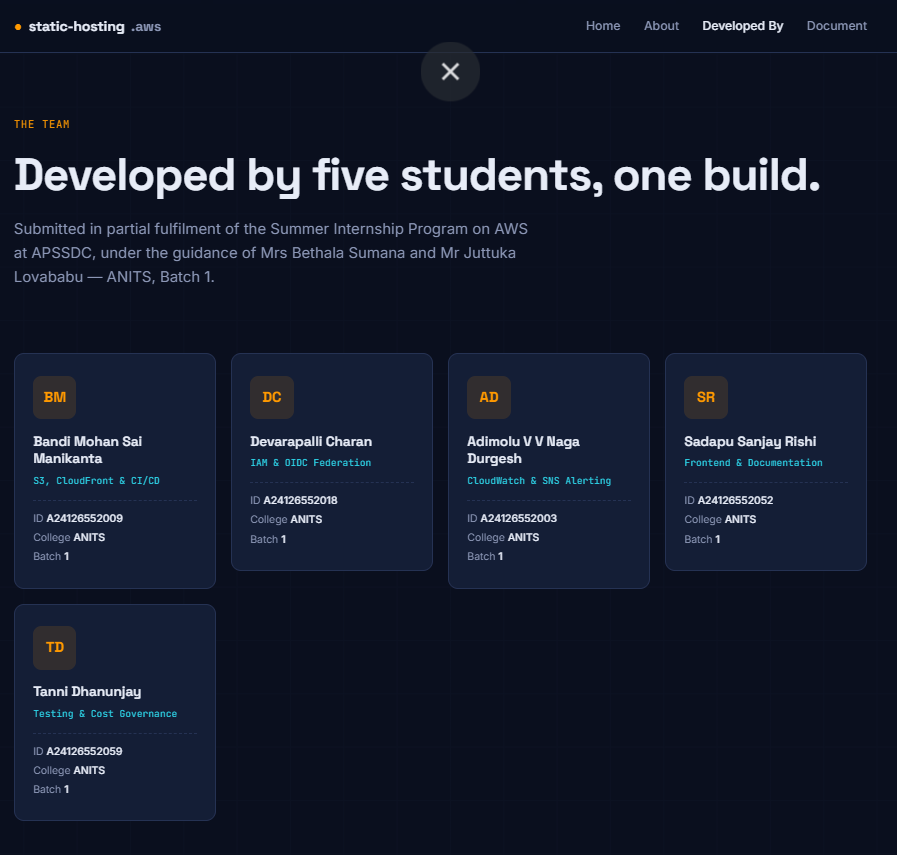 static-hosting .aws
Home About Developed By Document
THE TEAM
Developed by five students, one build.
Submitted in partial fulfilment of the Summer Internship Program on AWS
at APSSDC, under the guidance of Mrs Bethala Sumana and Mr Juttuka
Lovababu — ANITS, Batch 1.
BM
Bandi Mohan Sai
Manikanta
S3, CloudFront & CI/CD
ID A24126552009
College ANITS
Batch 1
DC
Devarapalli Charan
IAM & OIDC Federation
ID A24126552018
College ANITS
Batch 1
AD
Adimolu V V Naga
Durgesh
CloudWatch & SNS Alerting
ID A24126552003
College ANITS
Batch 1
SR
Sadapu Sanjay Rishi
Frontend & Documentation
ID A24126552052
College ANITS
Batch 1
TD
Tanni Dhanunjay
Testing & Cost Governance
ID A24126552059
College ANITS
Batch 1